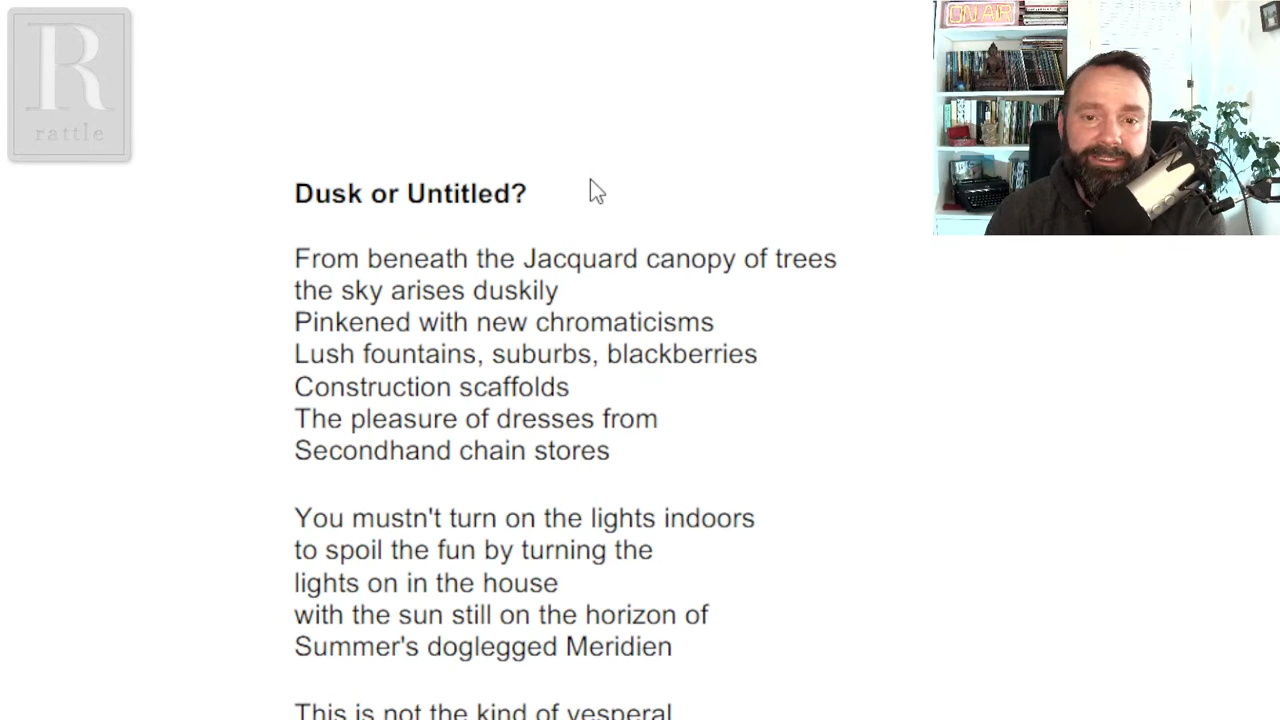 R
rattle
ON AIR
Dusk or Untitled?
From beneath the Jacquard canopy of trees
the sky arises duskily
Pinkened with new chromaticisms
Lush fountains, suburbs, blackberries
Construction scaffolds
The pleasure of dresses from
Secondhand chain stores
You mustn't turn on the lights indoors
to spoil the fun by turning the
lights on in the house
with the sun still on the horizon of
Summer's doglegged Meridien
This is not the kind of vesperal